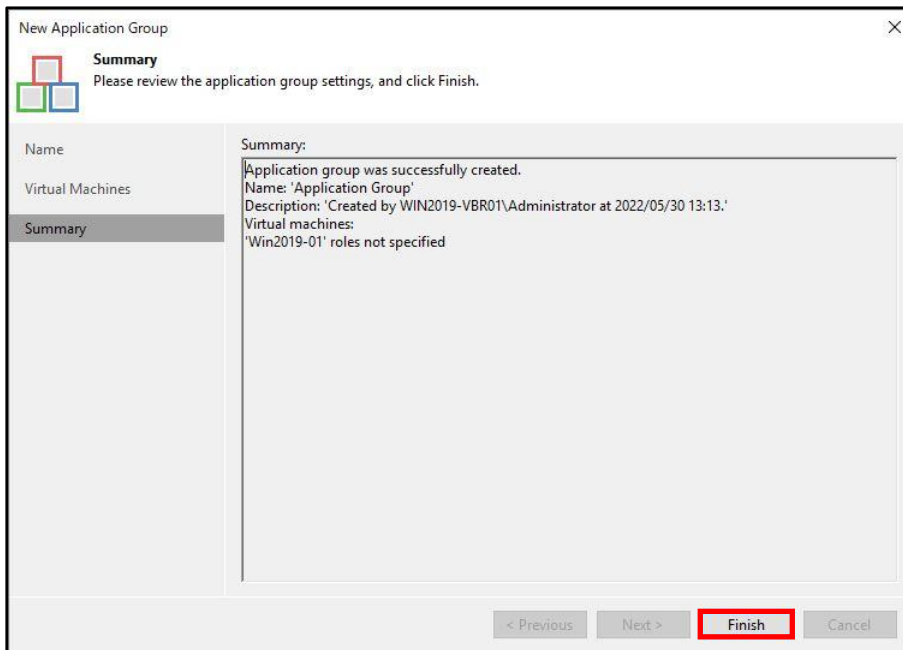 New Application Group
Summary
Please review the application group settings, and click Finish.
Name
Virtual Machines
Summary
Summary:
Application group was successfully created.
Name: 'Application Group'
Description: 'Created by WIN2019-VBR01\Administrator at 2022/05/30 13:13.'
Virtual machines:
'Win2019-01' roles not specified
< Previous
Next >
Finish
Cancel